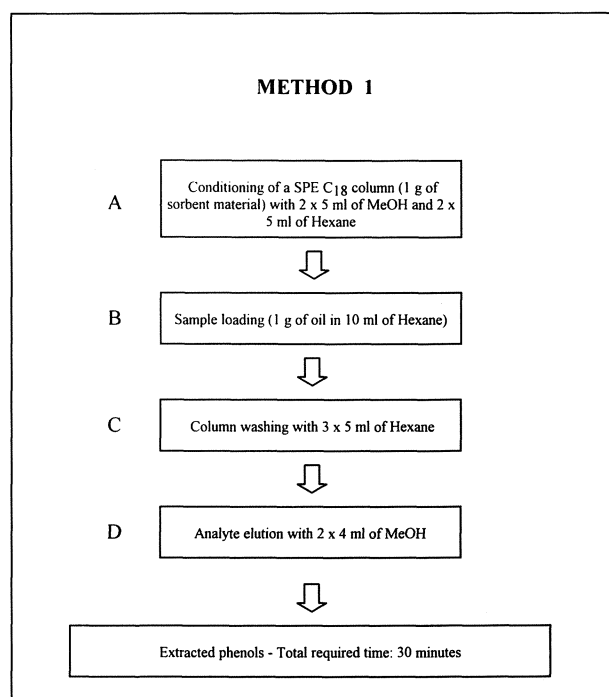 METHOD 1
A
Conditioning of a SPE C18 column (1 g of
sorbent material) with 2 x 5 ml of MeOH and 2 x
5 ml of Hexane
B
Sample loading (1 g of oil in 10 ml of Hexane)
C
Column washing with 3 x 5 ml of Hexane
D
Analyte elution with 2 x 4 ml of MeOH
Extracted phenols - Total required time: 30 minutes